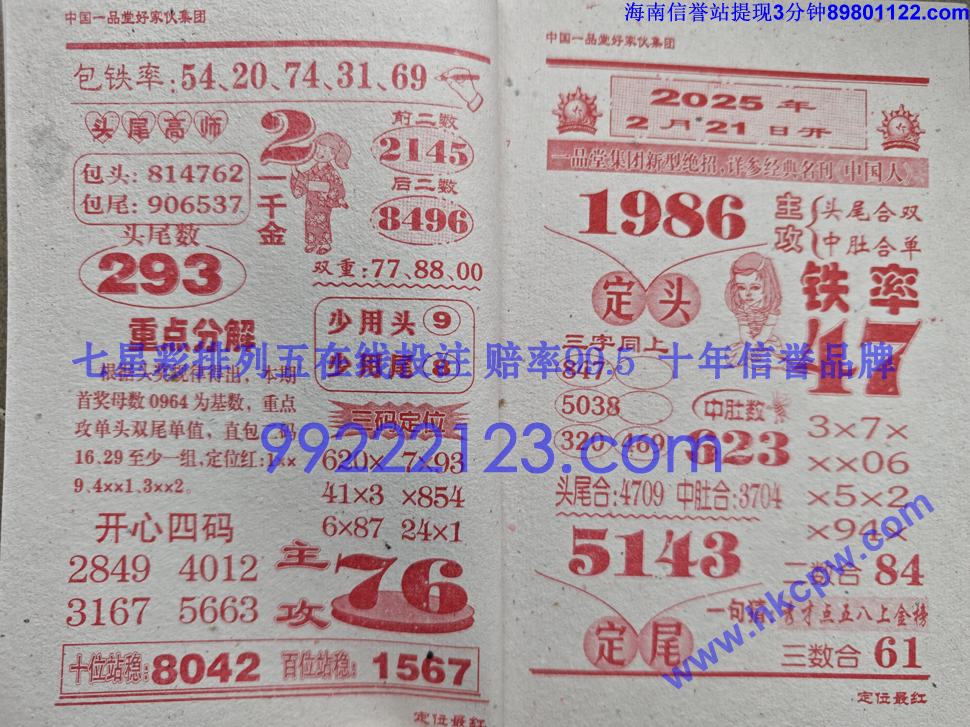 海南信誉站提现3分钟89801122.com
中国一品堂好家伙集团
包铁率:54、20、74、31、69
头尾高师
包头:814762
包尾:906537
头尾数
293
2
一千金
前二数
2145
后二数
8496
双重:77、88、00
重点分解
根据头奖规律得出,本期
首奖母数0964为基数,重点
攻单头双尾单值,直包二码
16.29至少一组,定位红:1××
9.4××1.3××2。
少用头 9
少用尾 8
三码定位
620× 7×93
41×3 ×854
6×87 24×1
开心四码
2849 4012
3167 5663
主攻 76
十位站稳:8042 百位站稳:1567
定位最红
中国一品堂好家伙集团
2025年
2月21日开
一品堂集团新型绝招,详参经典名刊 中国人
1986
主攻
头尾合双
中肚合单
定头
铁率
47
三字同上
847
5038
320 469
中肚数
623
3×7×
××06
×5×2
×94×
头尾合:4709 中肚合:3704
5143
二数合 84
定尾
三数合 61
定位最红
七星彩排列五在线投注 赔率99.5 十年信誉品牌
99222123.com
www.hkcpw.com